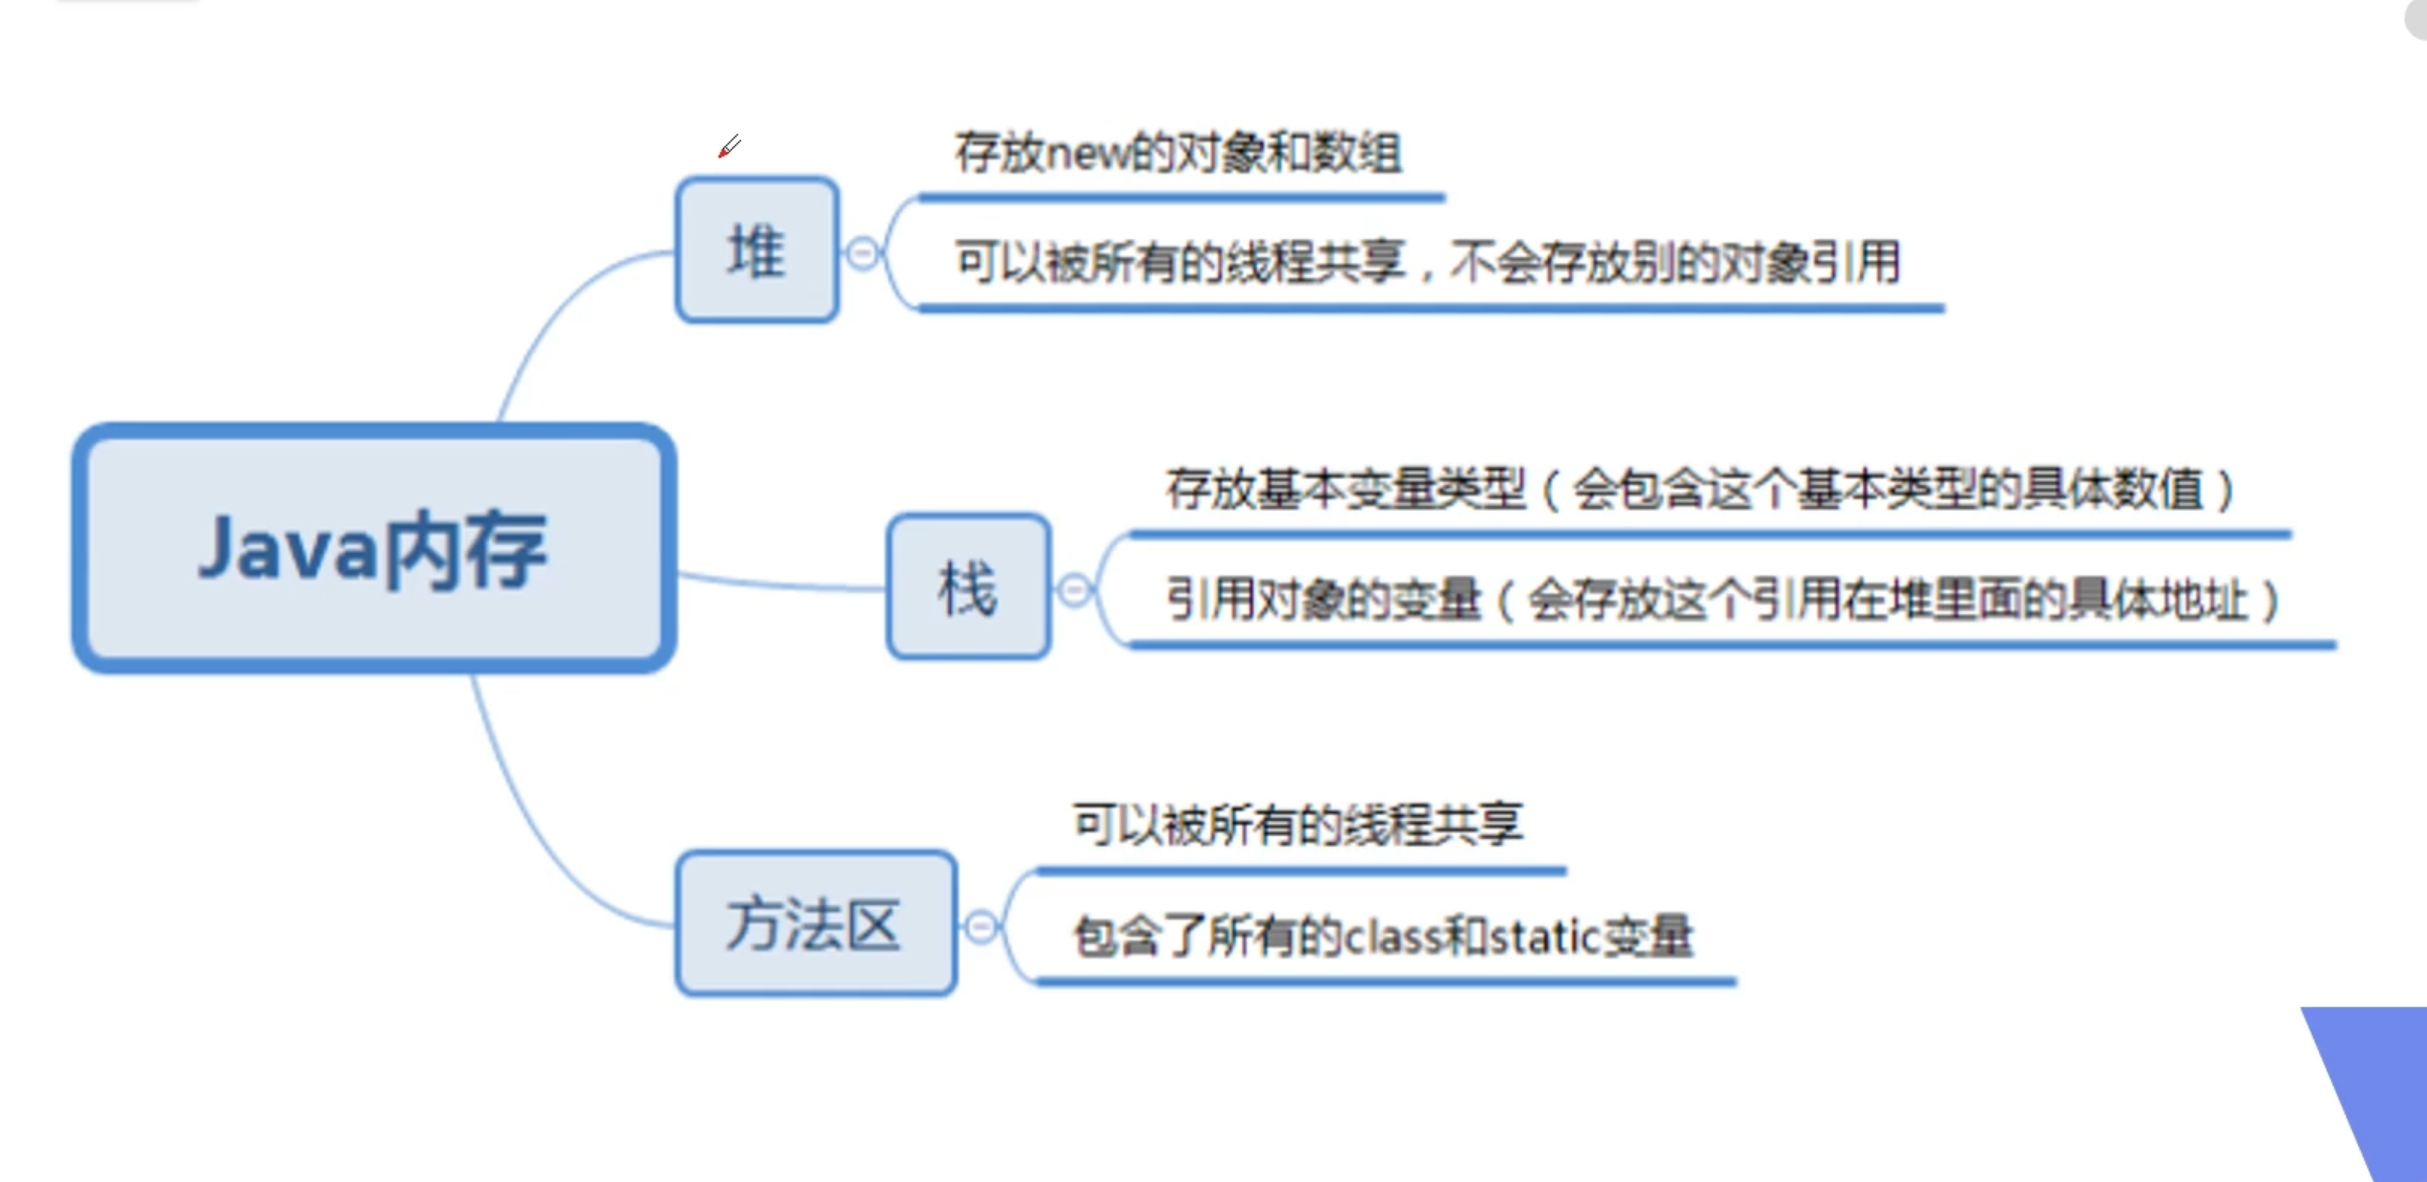 Java内存
堆
存放new的对象和数组
可以被所有的线程共享，不会存放别的对象引用
栈
存放基本变量类型（会包含这个基本类型的具体数值）
引用对象的变量（会存放这个引用在堆里面的具体地址）
方法区
可以被所有的线程共享
包含了所有的class和static变量